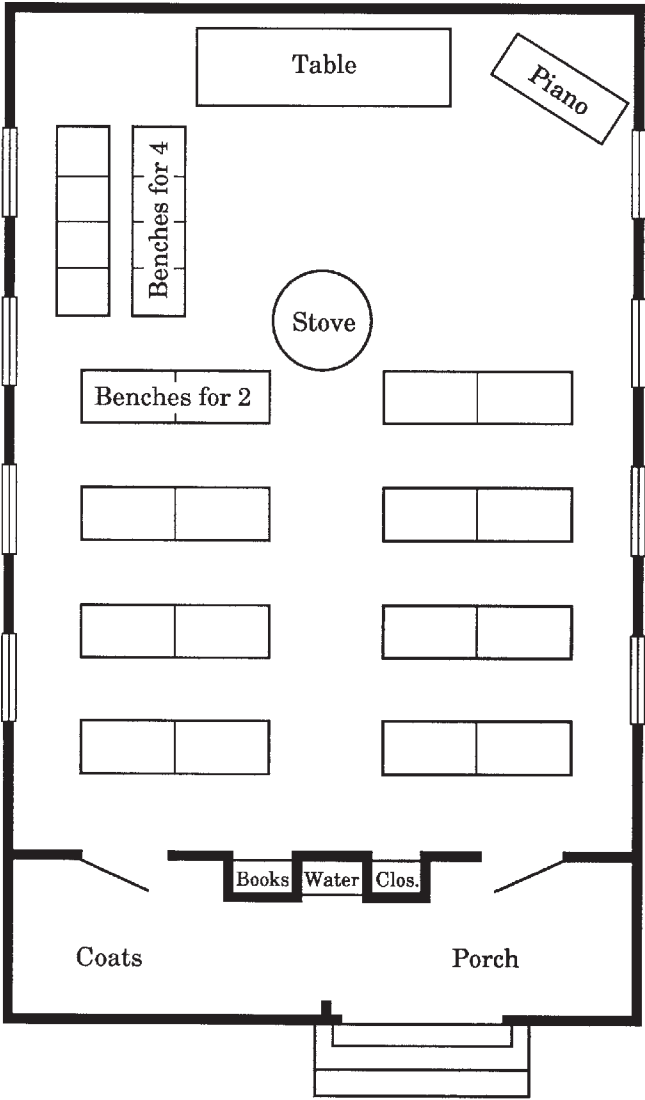 Table
Piano
Benches for 4
Stove
Benches for 2
Books
Water
Clos.
Coats
Porch